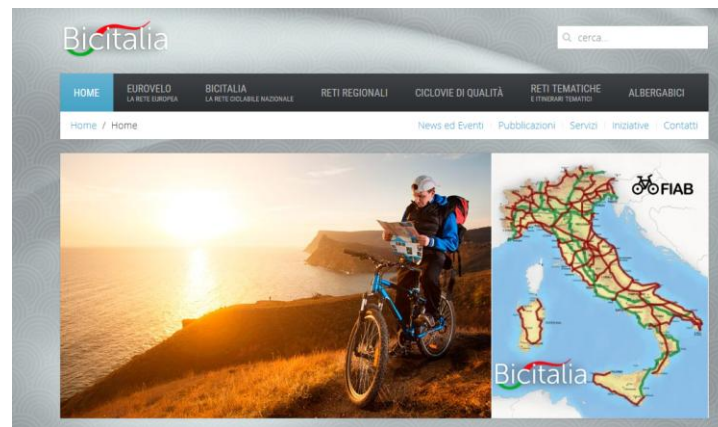 Bicitalia
cerca...
HOME
EUROVELO
LA RETE EUROPEA
BICITALIA
LA RETE CICLABILE NAZIONALE
RETI REGIONALI
CICLOVIE DI QUALITÀ
RETI TEMATICHE
E ITINERARI TEMATICI
ALBERGABICI
Home / Home
News ed Eventi
Pubblicazioni
Servizi
Iniziative
Contatti
FIAB
Bicitalia